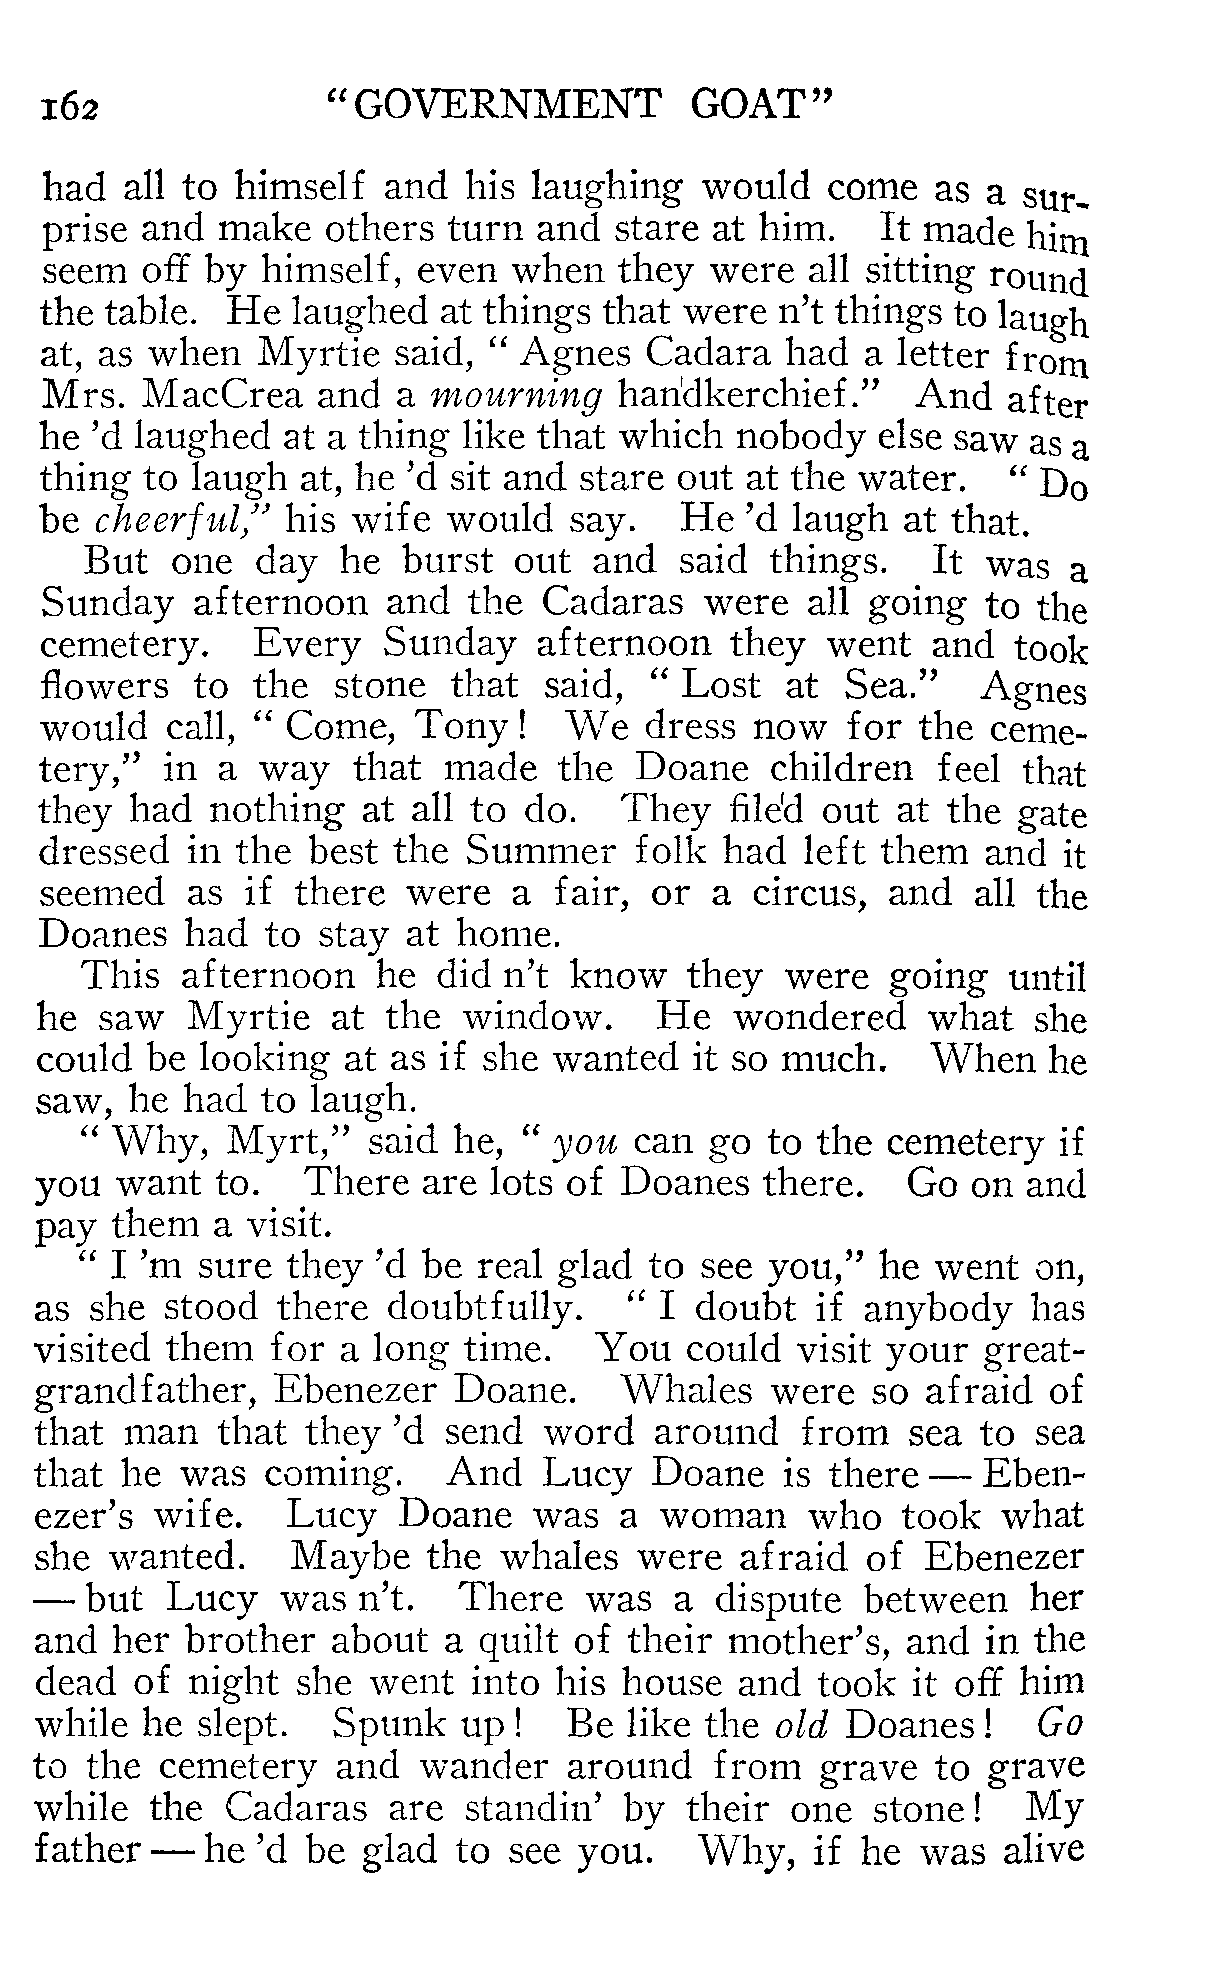 162 "GOVERNMENT GOAT"
had all to himself and his laughing would come as a sur-
prise and make others turn and stare at him. It made him
seem off by himself, even when they were all sitting round
the table. He laughed at things that were n't things to laugh
at, as when Myrtie said, " Agnes Cadara had a letter from
Mrs. MacCrea and a mourning handkerchief." And after
he 'd laughed at a thing like that which nobody else saw as a
thing to laugh at, he 'd sit and stare out at the water. " Do
be cheerful," his wife would say. He 'd laugh at that.
But one day he burst out and said things. It was a
Sunday afternoon and the Cadaras were all going to the
cemetery. Every Sunday afternoon they went and took
flowers to the stone that said, " Lost at Sea." Agnes
would call, " Come, Tony! We dress now for the ceme-
tery," in a way that made the Doane children feel that
they had nothing at all to do. They filed out at the gate
dressed in the best the Summer folk had left them and it
seemed as if there were a fair, or a circus, and all the
Doanes had to stay at home.
This afternoon he did n't know they were going until
he saw Myrtie at the window. He wondered what she
could be looking at as if she wanted it so much. When he
saw, he had to laugh.
" Why, Myrt," said he, " you can go to the cemetery if
you want to. There are lots of Doanes there. Go on and
pay them a visit.
" I 'm sure they 'd be real glad to see you," he went on,
as she stood there doubtfully. " I doubt if anybody has
visited them for a long time. You could visit your great-
grandfather, Ebenezer Doane. Whales were so afraid of
that man that they 'd send word around from sea to sea
that he was coming. And Lucy Doane is there — Eben-
ezer's wife. Lucy Doane was a woman who took what
she wanted. Maybe the whales were afraid of Ebenezer
— but Lucy was n't. There was a dispute between her
and her brother about a quilt of their mother's, and in the
dead of night she went into his house and took it off him
while he slept. Spunk up! Be like the old Doanes! Go
to the cemetery and wander around from grave to grave
while the Cadaras are standin' by their one stone! My
father — he 'd be glad to see you. Why, if he was alive